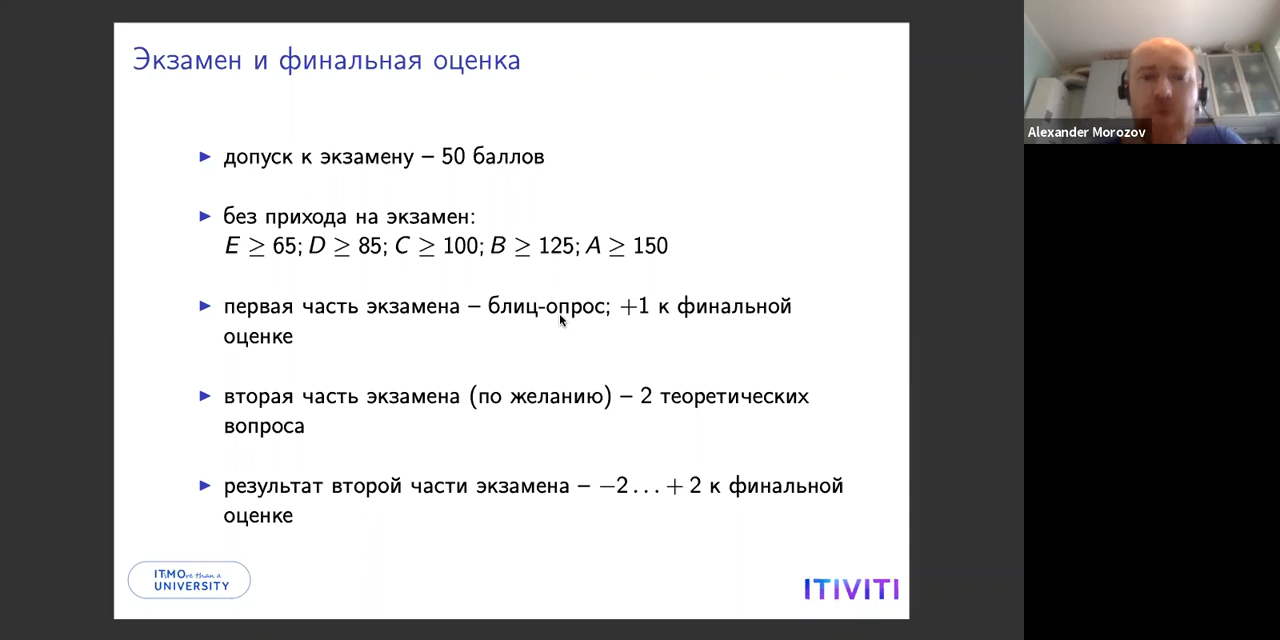 Экзамен и финальная оценка
допуск к экзамену – 50 баллов
без прихода на экзамен:
E ≥ 65; D ≥ 85; C ≥ 100; B ≥ 125; A ≥ 150
первая часть экзамена – блиц-опрос; +1 к финальной
оценке
вторая часть экзамена (по желанию) – 2 теоретических
вопроса
результат второй части экзамена – −2 ... + 2 к финальной
оценке
ITMOre than a
UNIVERSITY
ITIVITI
Alexander Morozov